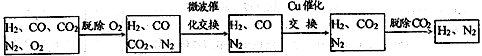 H₂、CO、CO₂、
N₂、O₂
脱除O₂
H₂、CO
CO₂、N₂
微波催
化交换
H₂、CO
N₂
Cu催化
交 换
H₂、CO₂
N₂
脱除CO₂
H₂、N₂